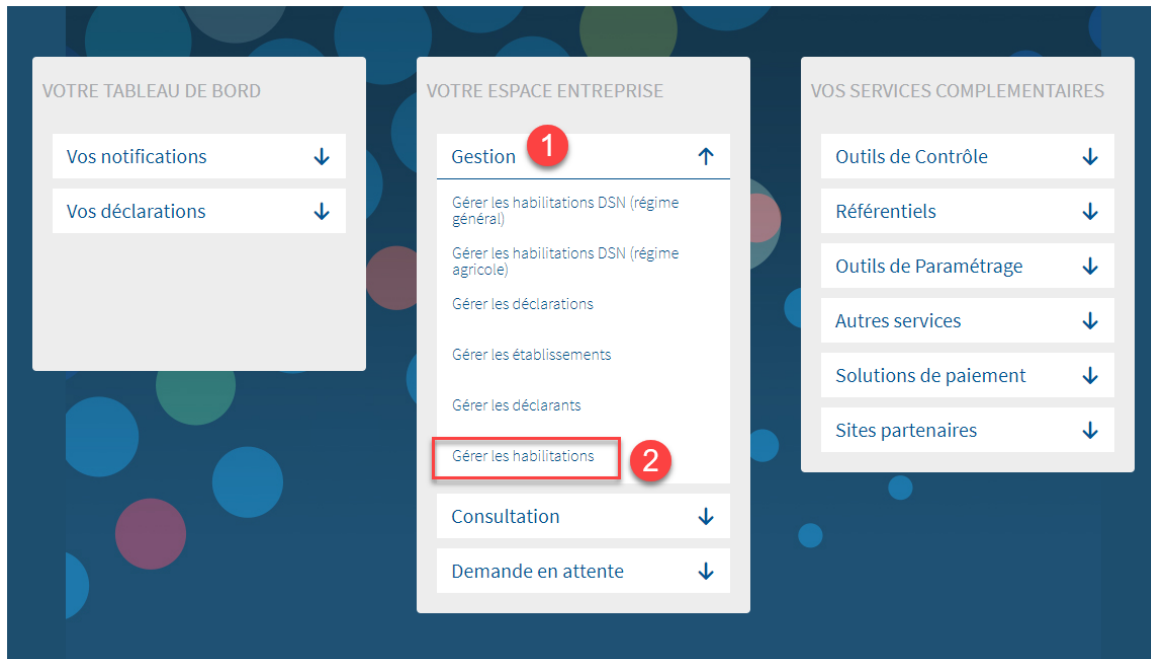 VOTRE TABLEAU DE BORD
Vos notifications
Vos déclarations
VOTRE ESPACE ENTREPRISE
Gestion
1
Gérer les habilitations DSN (régime
général)
Gérer les habilitations DSN (régime
agricole)
Gérer les déclarations
Gérer les établissements
Gérer les déclarants
Gérer les habilitations
2
Consultation
Demande en attente
VOS SERVICES COMPLEMENTAIRES
Outils de Contrôle
Référentiels
Outils de Paramétrage
Autres services
Solutions de paiement
Sites partenaires